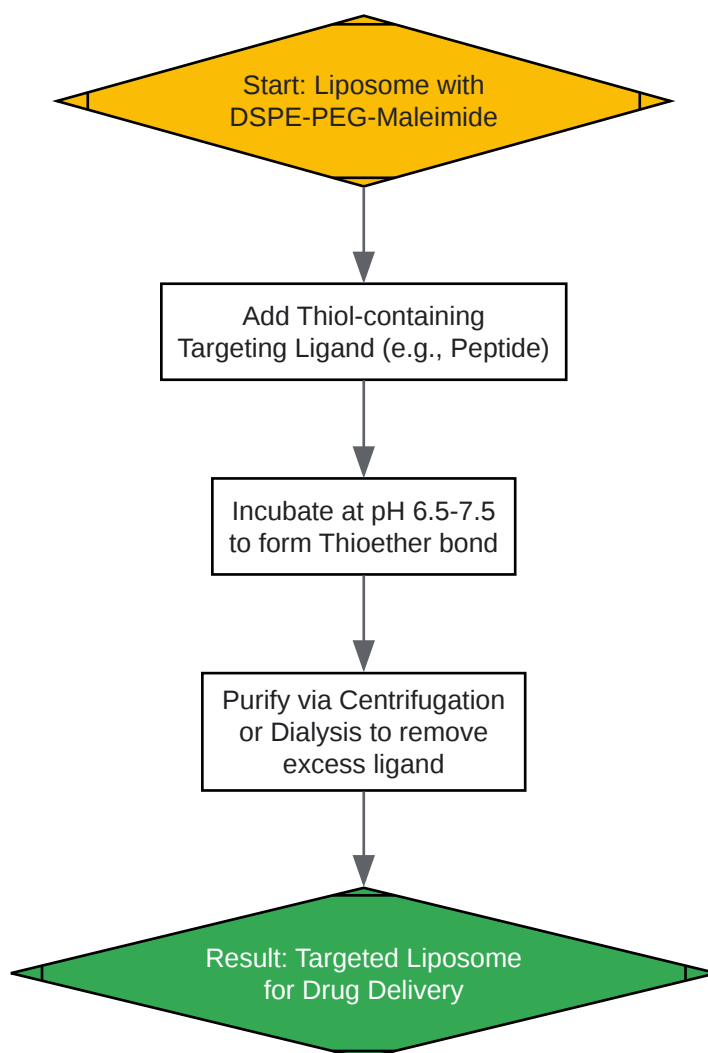 Start: Liposome with
DSPE-PEG-Maleimide
Add Thiol-containing
Targeting Ligand (e.g., Peptide)
Incubate at pH 6.5-7.5
to form Thioether bond
Purify via Centrifugation
or Dialysis to remove
excess ligand
Result: Targeted Liposome
for Drug Delivery